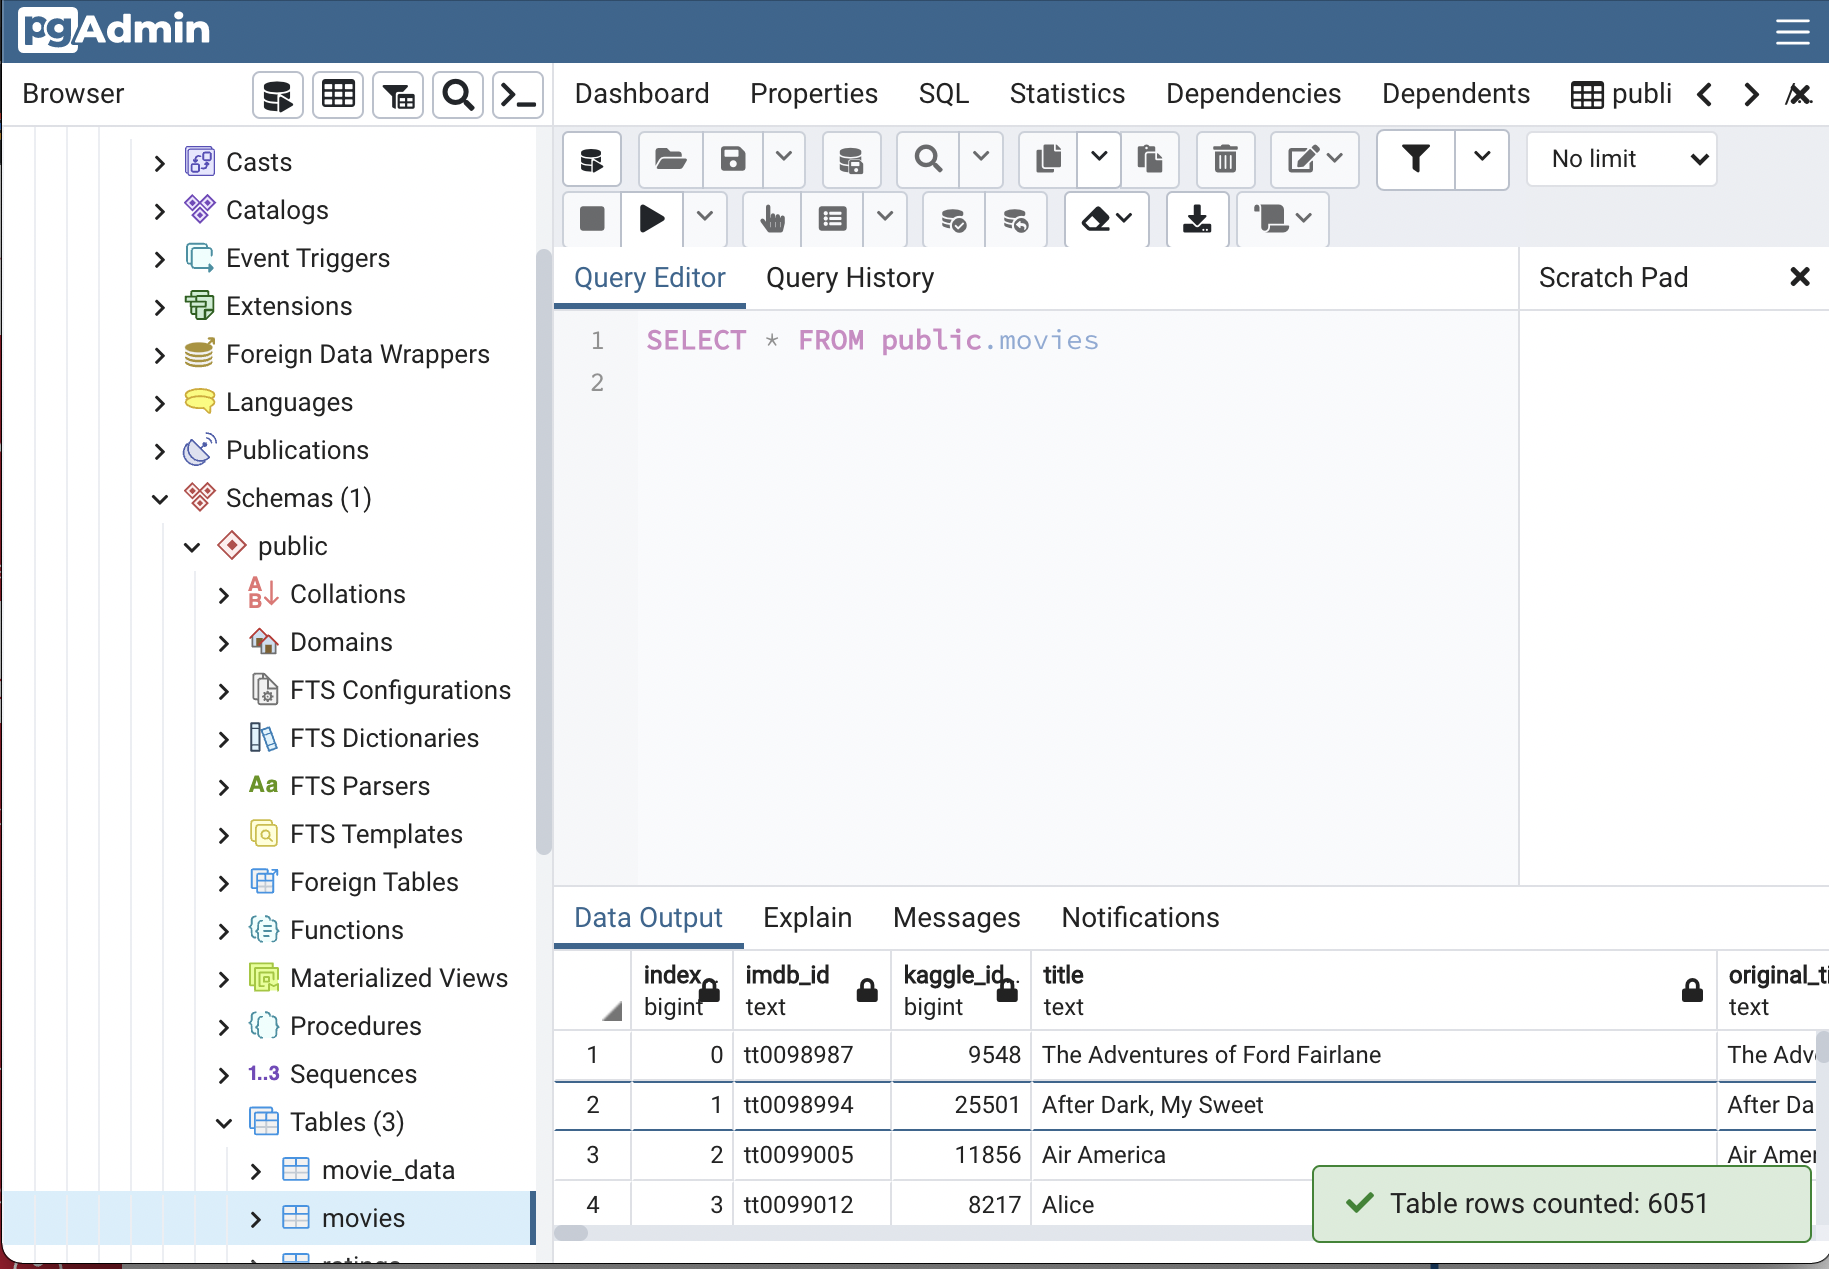 pgAdmin
Browser
Dashboard Properties SQL Statistics Dependencies Dependents publi
No limit
Casts
Catalogs
Event Triggers
Extensions
Foreign Data Wrappers
Languages
Publications
Schemas (1)
public
Collations
Domains
FTS Configurations
FTS Dictionaries
Aa FTS Parsers
FTS Templates
Foreign Tables
Functions
Materialized Views
Procedures
1..3 Sequences
Tables (3)
movie_data
movies
ratings
Query Editor Query History
Scratch Pad
1 SELECT * FROM public.movies
2
Data Output Explain Messages Notifications
index imdb_id kaggle_id... title original_ti
bigint text bigint text text
1 0 tt0098987 9548 The Adventures of Ford Fairlane The Adv
2 1 tt0098994 25501 After Dark, My Sweet After Da
3 2 tt0099005 11856 Air America Air Amer
4 3 tt0099012 8217 Alice
Table rows counted: 6051